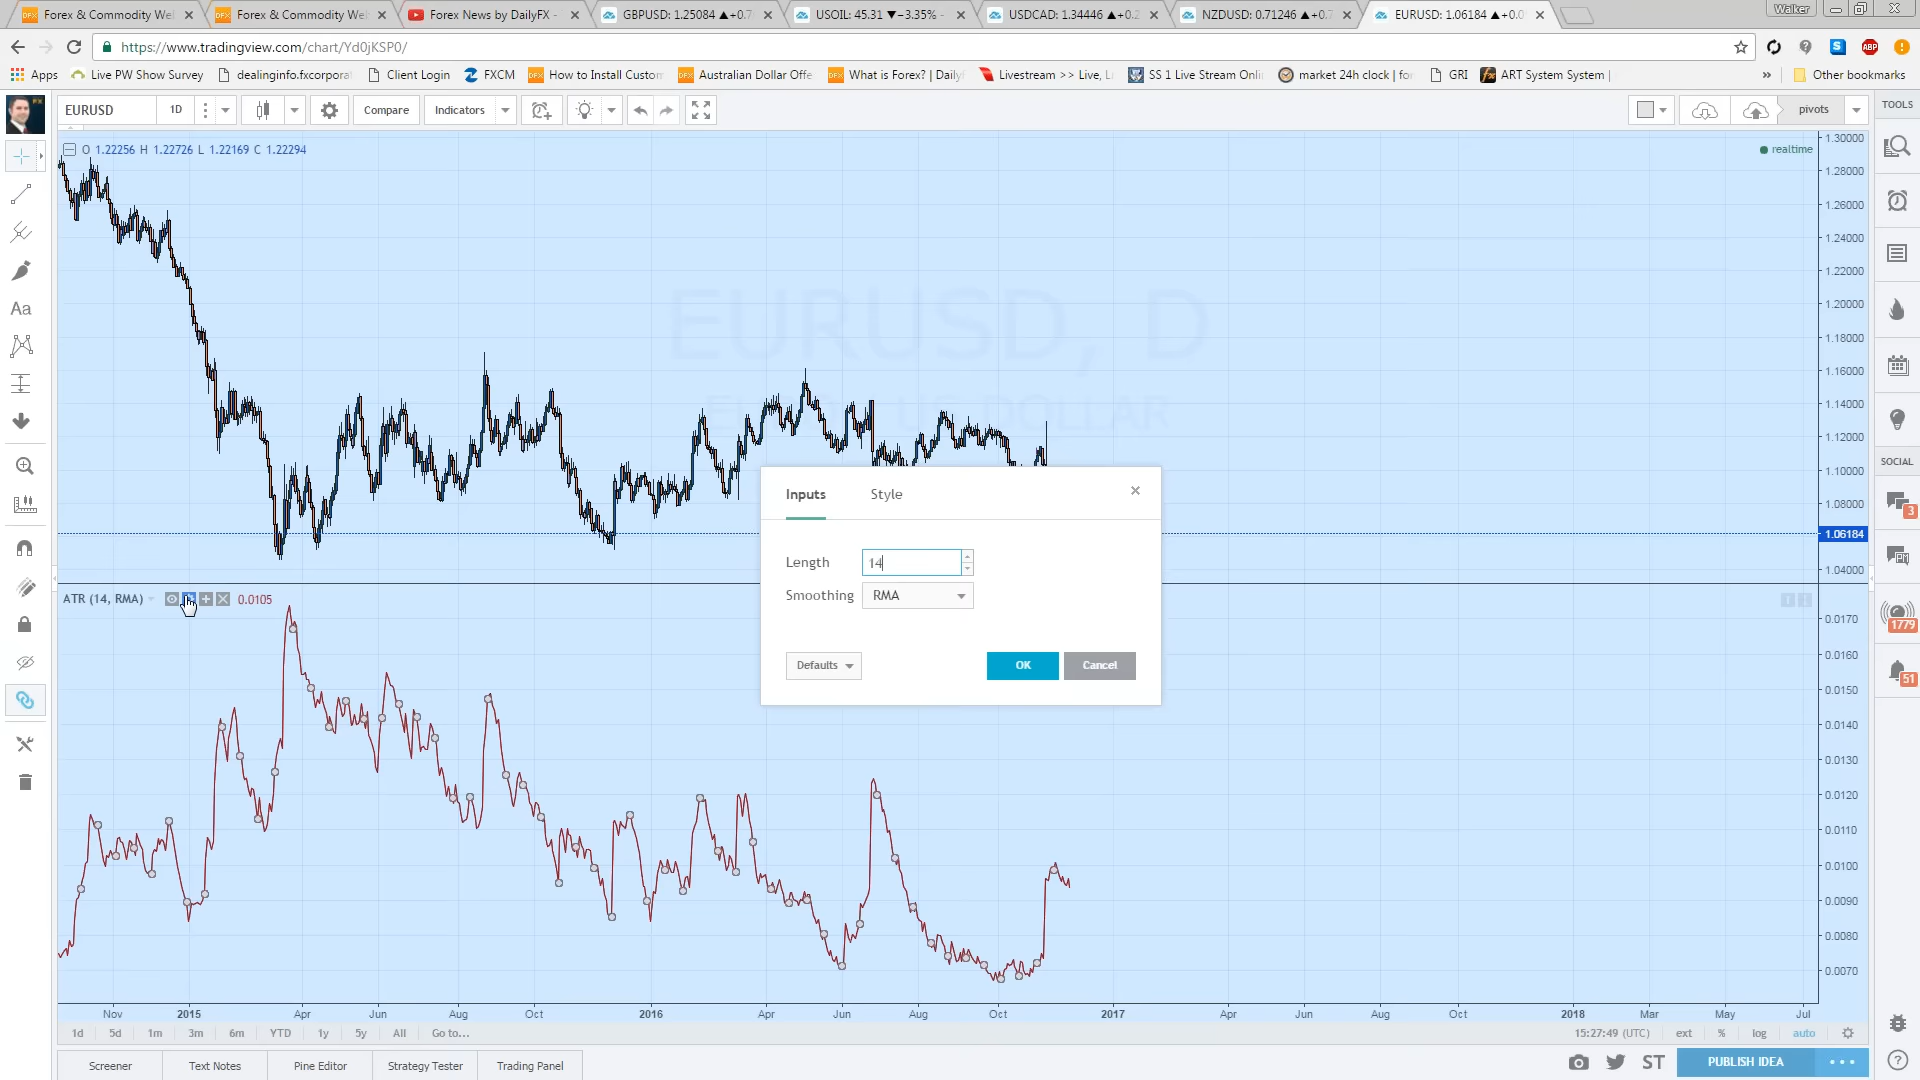 Forex & Commodity We
Forex & Commodity We
Forex News by DailyFX -
GBPUSD: 1.25084 ▲+0.7
USOIL: 45.31 ▼−3.35% -
USDCAD: 1.34446 ▲+0.2
NZDUSD: 0.71246 ▲+0.7
EURUSD: 1.06184 ▲+0.0
Walker
https://www.tradingview.com/chart/Yd0jKSP0/
Apps
Live PW Show Survey
dealinginfo.fxcorpora
Client Login
FXCM
How to Install Custom
Australian Dollar Offe
What is Forex? | Daily
Livestream >> Live, L
SS 1 Live Stream Onli
market 24h clock | for
GRI
ART System System |
»
Other bookmarks
EURUSD
1D
Compare
Indicators
pivots
TOOLS
O 1.22256 H 1.22726 L 1.22169 C 1.22294
realtime
EURUSD, D
EURO / US DOLLAR
1.30000
1.28000
1.26000
1.24000
1.22000
1.20000
1.18000
1.16000
1.14000
1.12000
1.10000
1.08000
1.06184
1.04000
Aa
SOCIAL
3
1779
51
Inputs
Style
×
Length
14
Smoothing
RMA
Defaults
OK
Cancel
ATR (14, RMA)
0.0105
0.0170
0.0160
0.0150
0.0140
0.0130
0.0120
0.0110
0.0100
0.0090
0.0080
0.0070
Nov
2015
Apr
Jun
Aug
Oct
2016
Apr
Jun
Aug
Oct
2017
Apr
Jun
Aug
Oct
2018
Mar
May
Jul
1d
5d
1m
3m
6m
YTD
1y
5y
All
Go to...
15:27:49 (UTC)
ext
%
log
auto
Screener
Text Notes
Pine Editor
Strategy Tester
Trading Panel
ST
PUBLISH IDEA